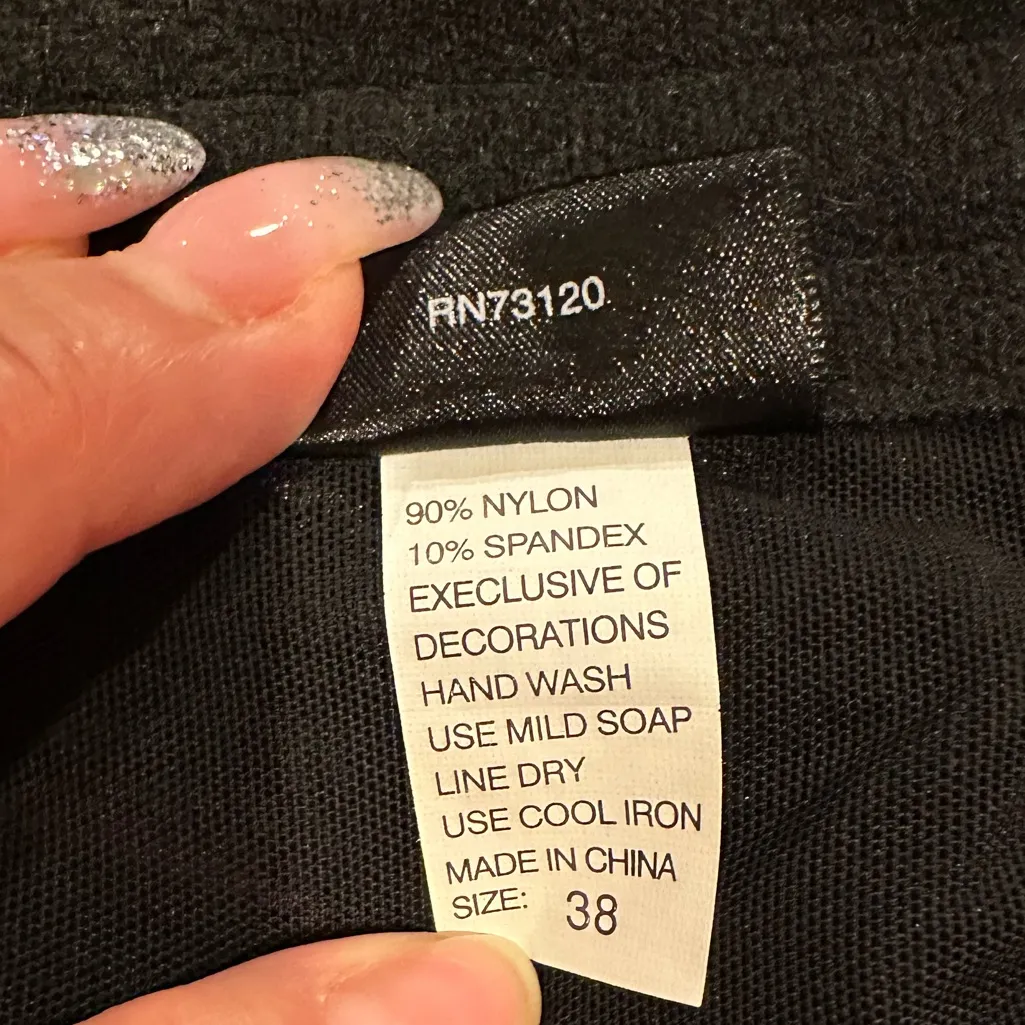 RN73120
90% NYLON
10% SPANDEX
EXECLUSIVE OF
DECORATIONS
HAND WASH
USE MILD SOAP
LINE DRY
USE COOL IRON
MADE IN CHINA
SIZE: 38